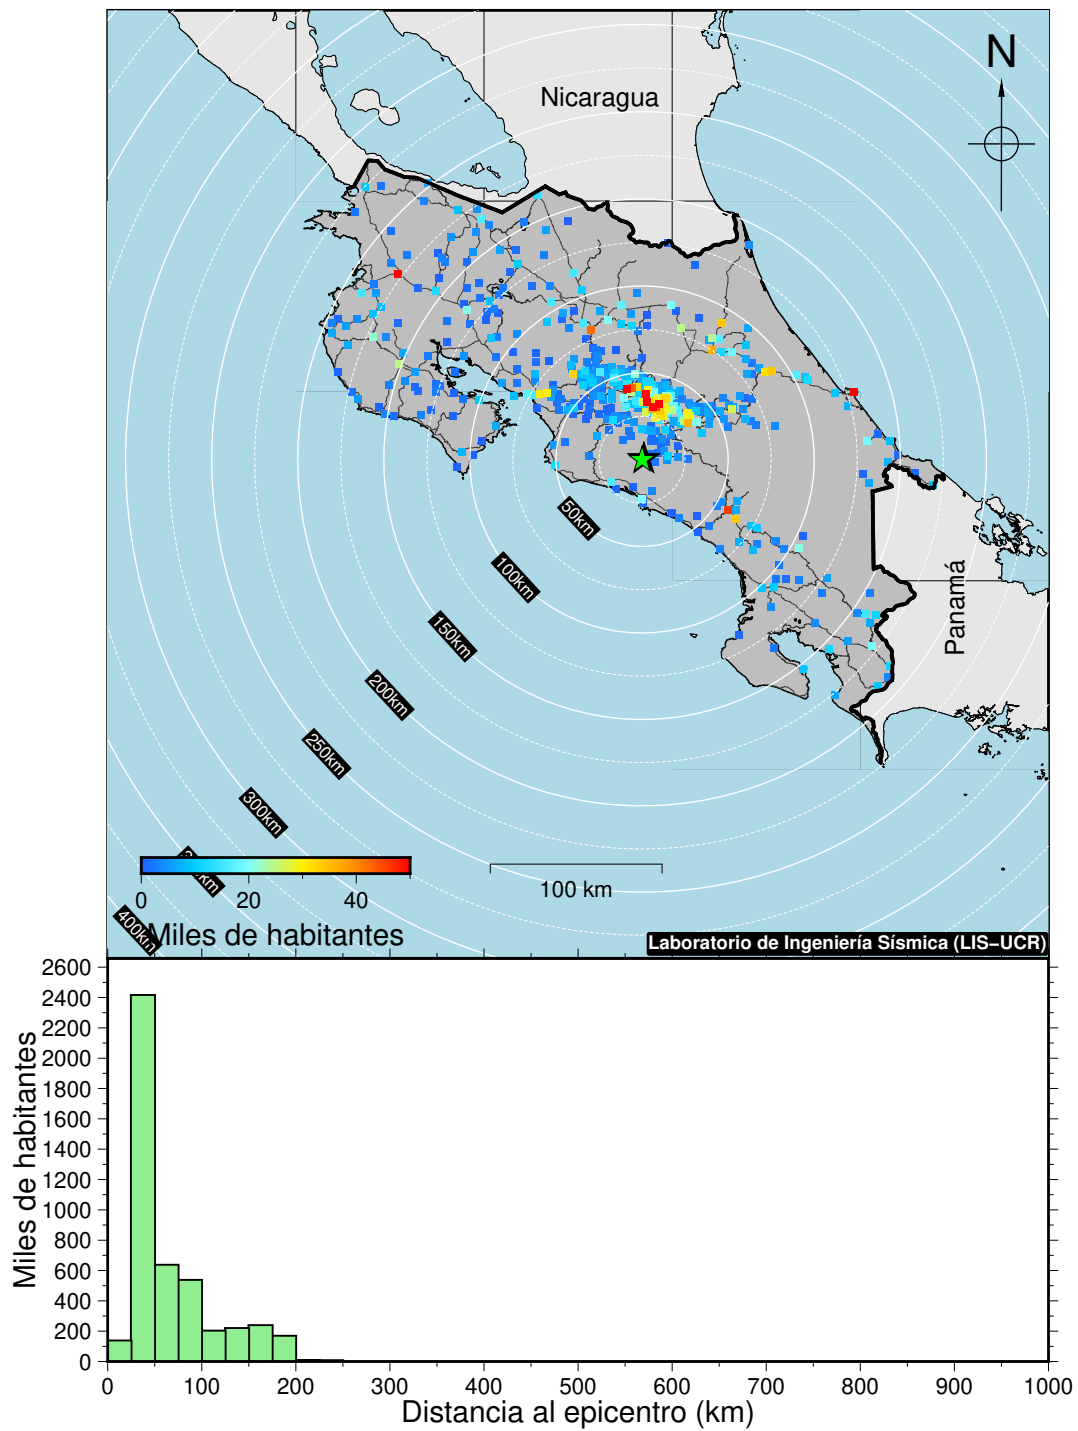 N
Nicaragua
Panamá
50km
100km
150km
200km
250km
300km
400km
0 20 40
Miles de habitantes
100 km
Laboratorio de Ingeniería Sísmica (LIS−UCR)
Miles de habitantes
2600
2400
2200
2000
1800
1600
1400
1200
1000
800
600
400
200
0
0 100 200 300 400 500 600 700 800 900 1000
Distancia al epicentro (km)